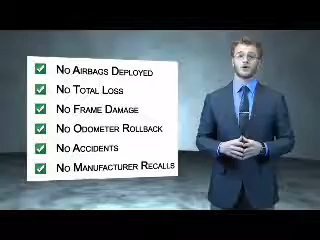 No Airbags Deployed
No Total Loss
No Frame Damage
No Odometer Rollback
No Accidents
No Manufacturer Recalls